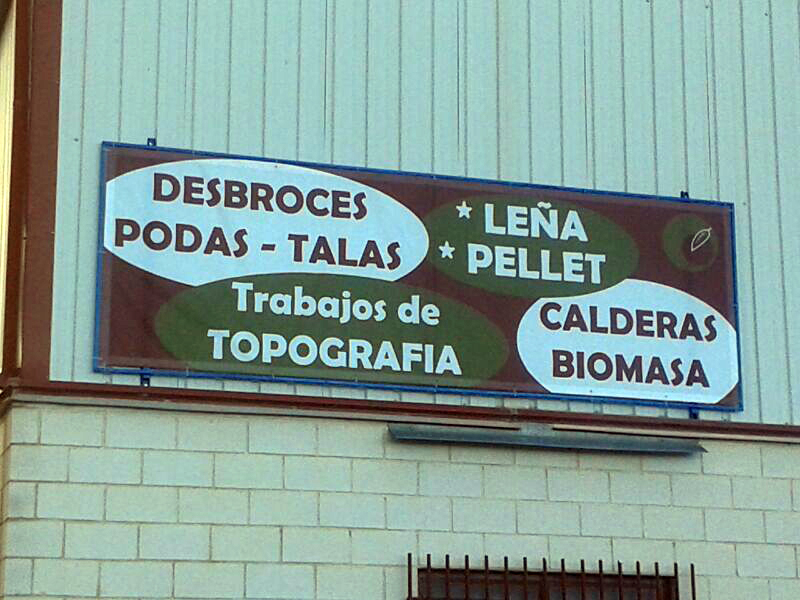 DESBROCES
PODAS - TALAS
★ LEÑA
★ PELLET
Trabajos de
TOPOGRAFIA
CALDERAS
BIOMASA